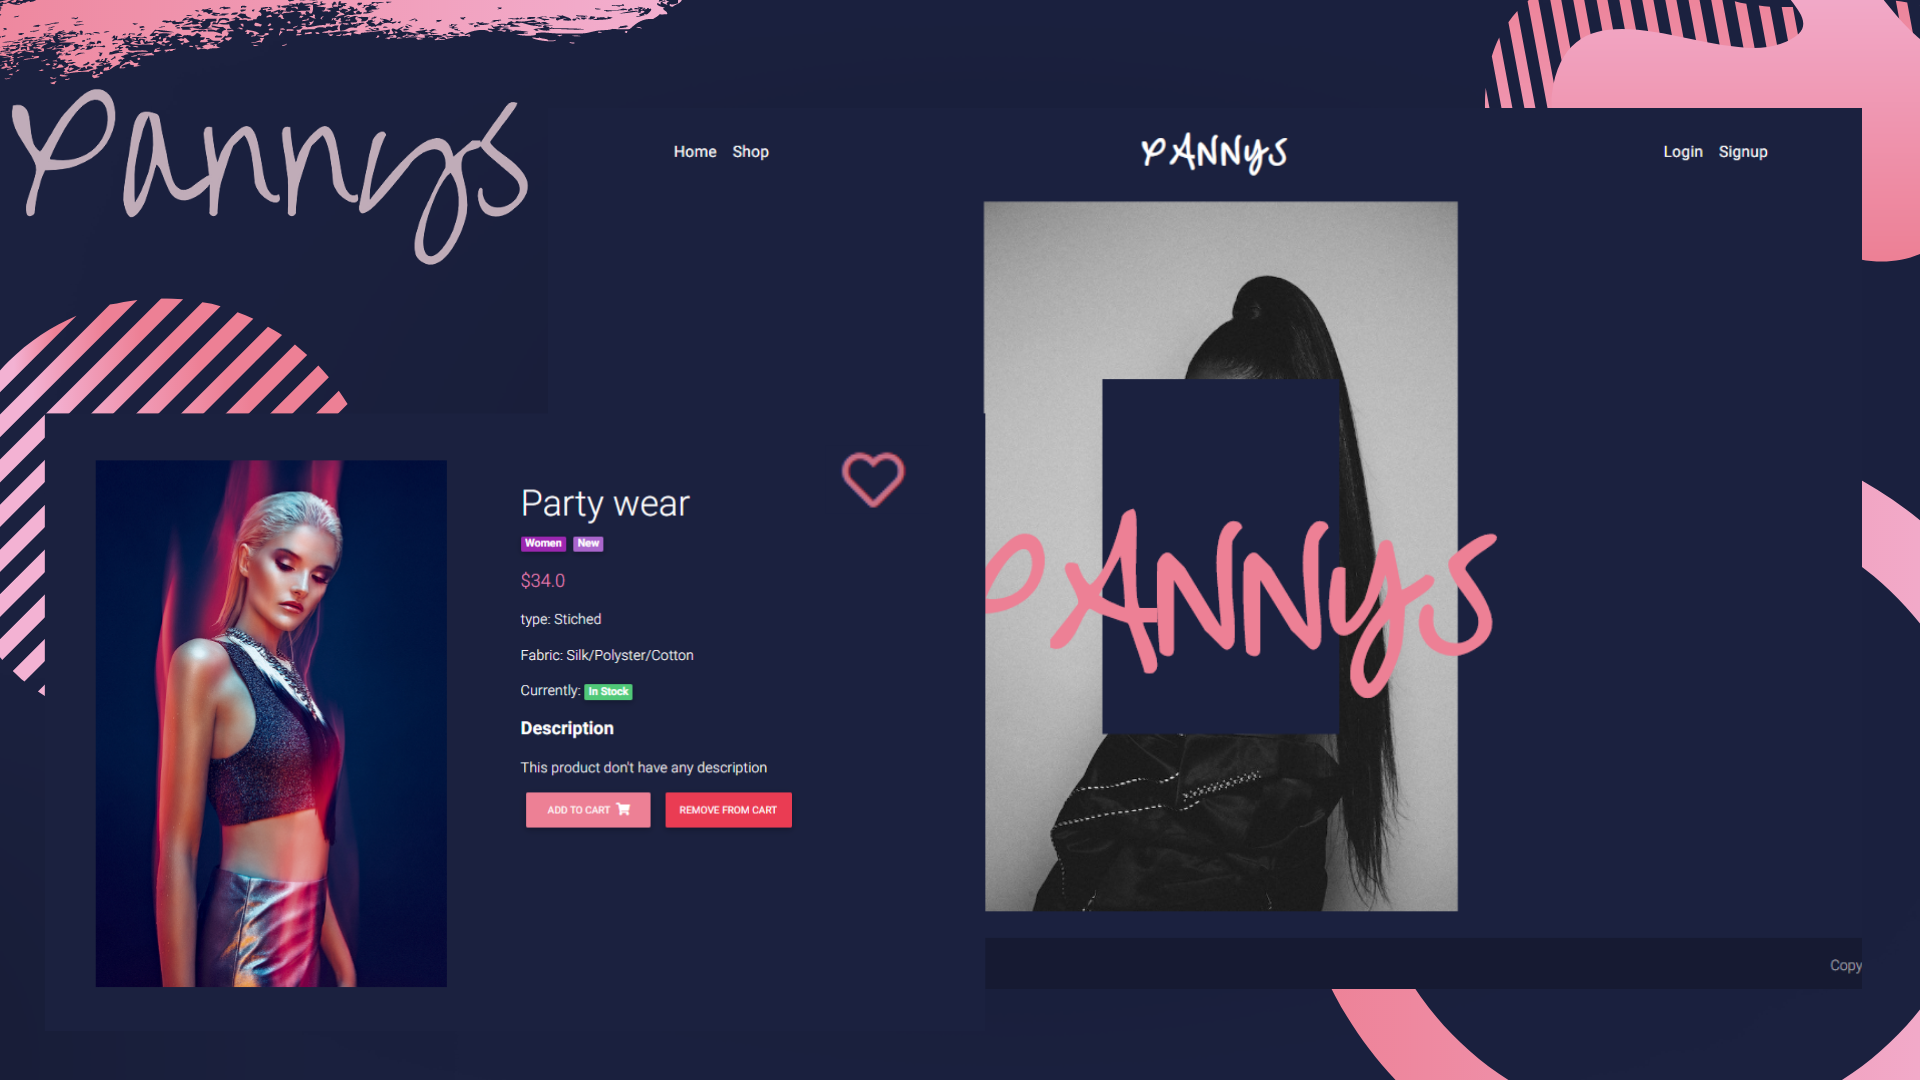 Pannys
Home Shop
PANNYS
Login Signup
Party wear
Women New
$34.0
type: Stiched
Fabric: Silk/Polyster/Cotton
Currently: In Stock
Description
This product don't have any description
ADD TO CART
REMOVE FROM CART
PANNYS
Copy